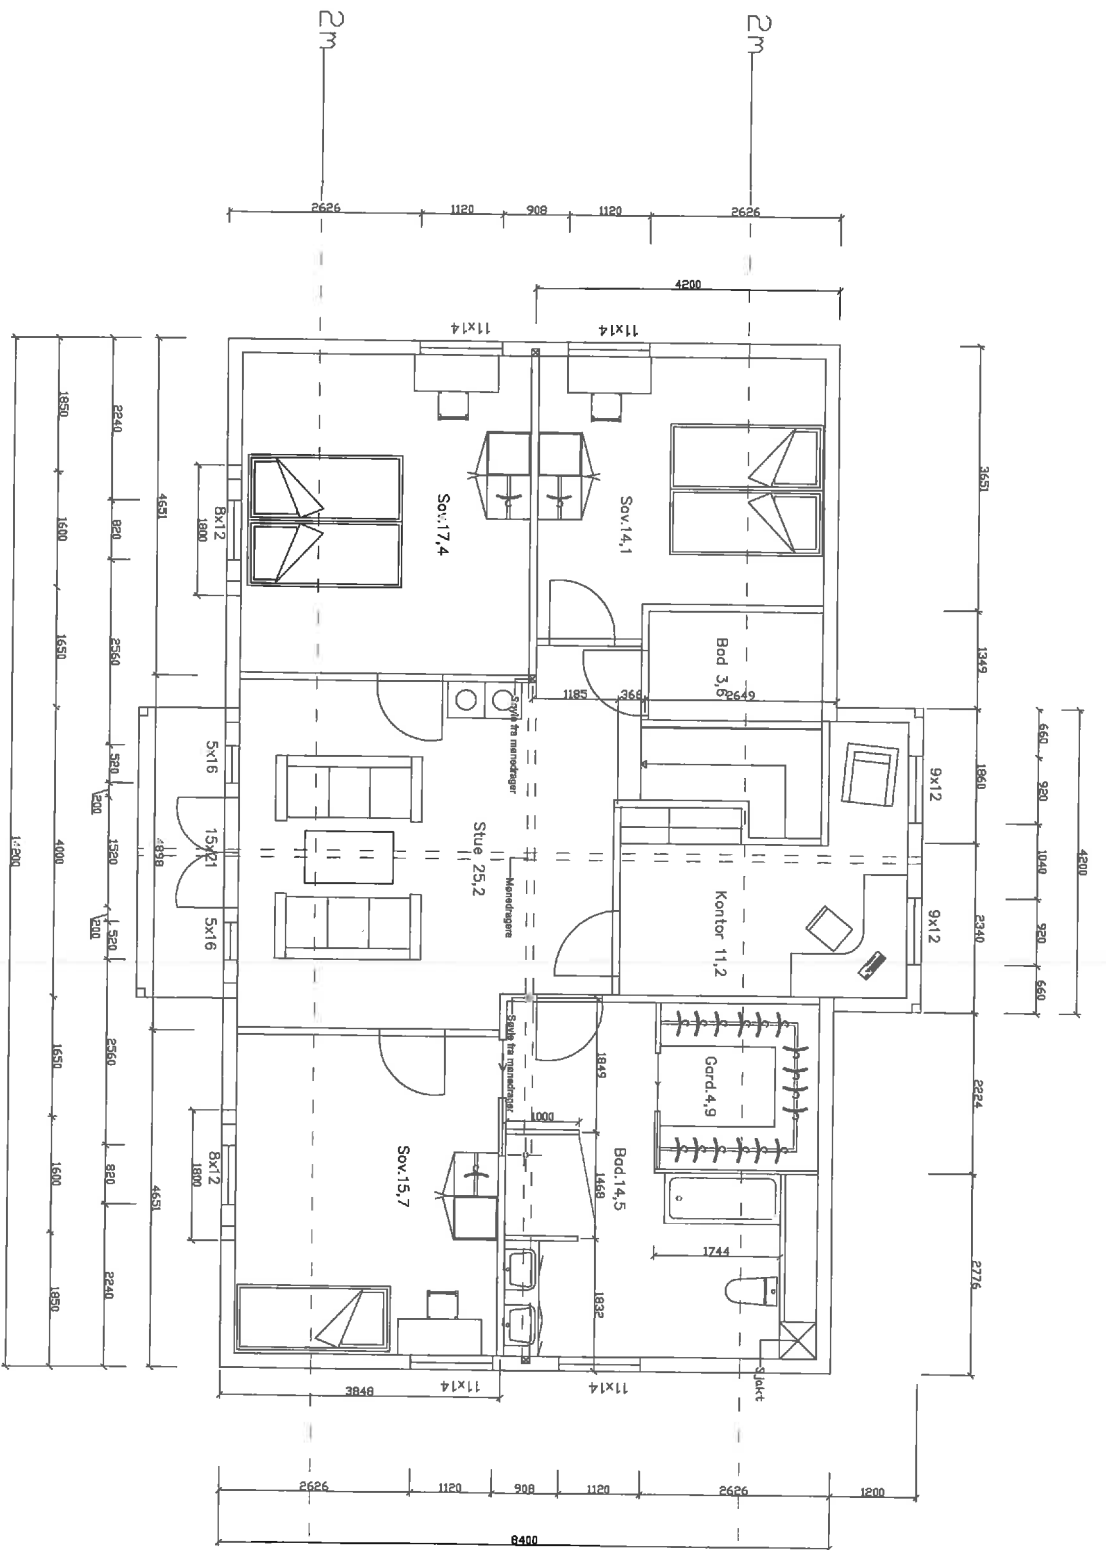 2m
2m
2626
1120
908
1120
2626
4200
11x14
11x14
1850
2240
4651
8x12
1800
820
1600
2560
1650
Sov.17,4
Sov.14,1
Bad 3,6
3651
1349
1185
366
2649
Søyle fra mønedrager
5x16
520
200
15x21
1520
4898
4000
14200
5x16
520
200
Stue 25,2
Mønedragere
Kontor 11,2
9x12
9x12
660
920
1040
920
660
1860
2340
4200
Søyle fra mønedrager
1849
1000
Gard.4,9
2224
2560
1650
8x12
1800
820
1600
4651
2240
1850
Sov.15,7
Bad.14,5
1468
1744
1832
2776
Sjakt
11x14
11x14
3848
2626
1120
908
1120
2626
1200
8400